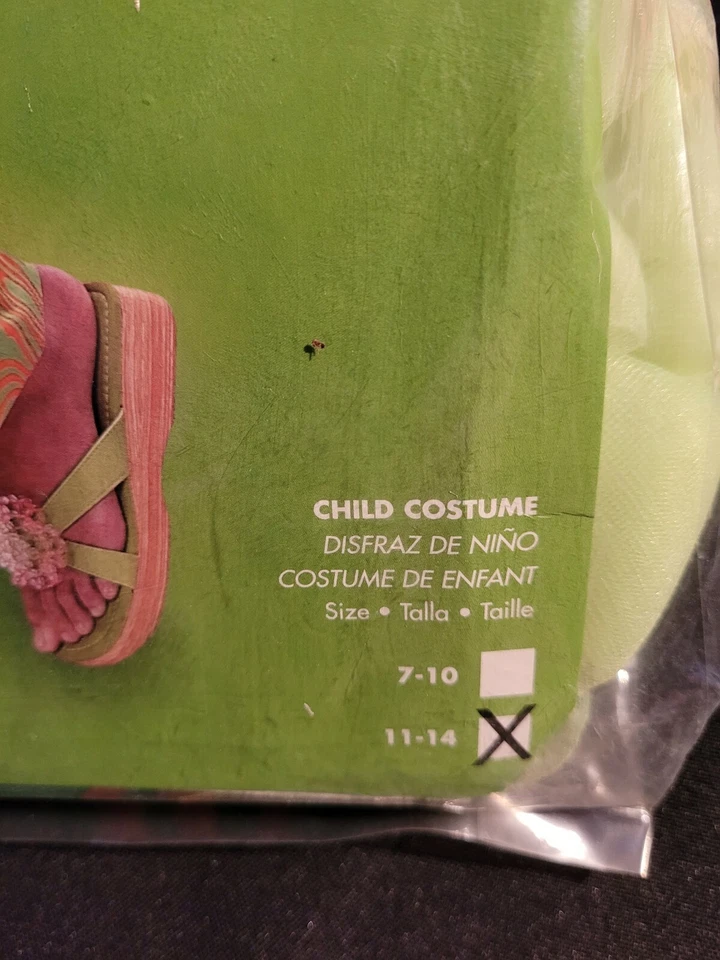 CHILD COSTUME
DISFRAZ DE NIÑO
COSTUME DE ENFANT
Size • Talla • Taille
7-10
11-14 X